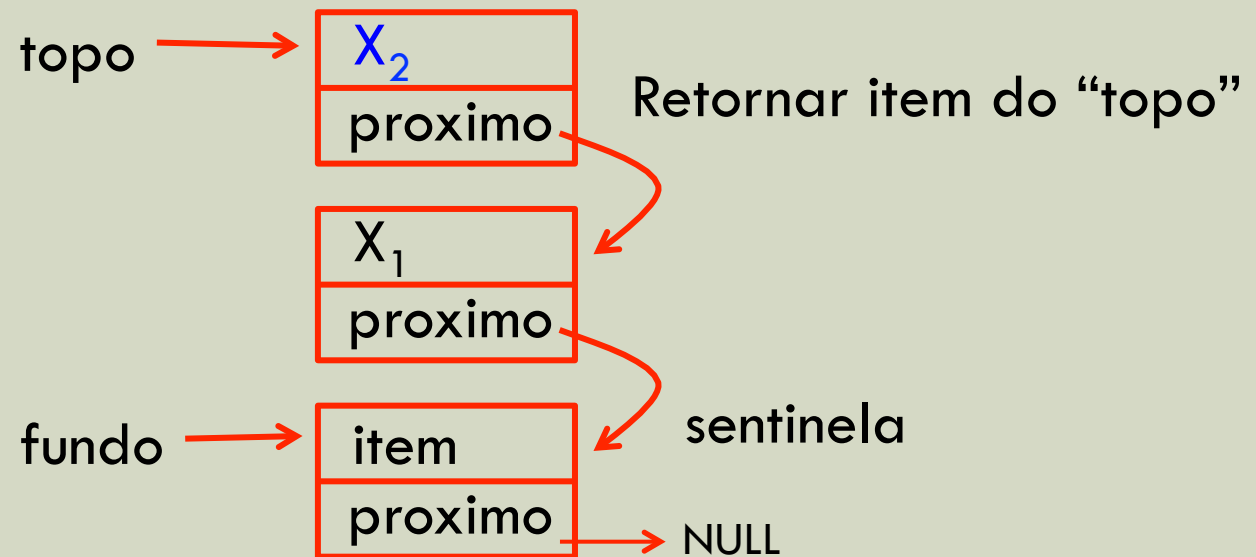 topo
X₂
proximo
Retornar item do “topo”
X₁
proximo
sentinela
fundo
item
proximo
NULL